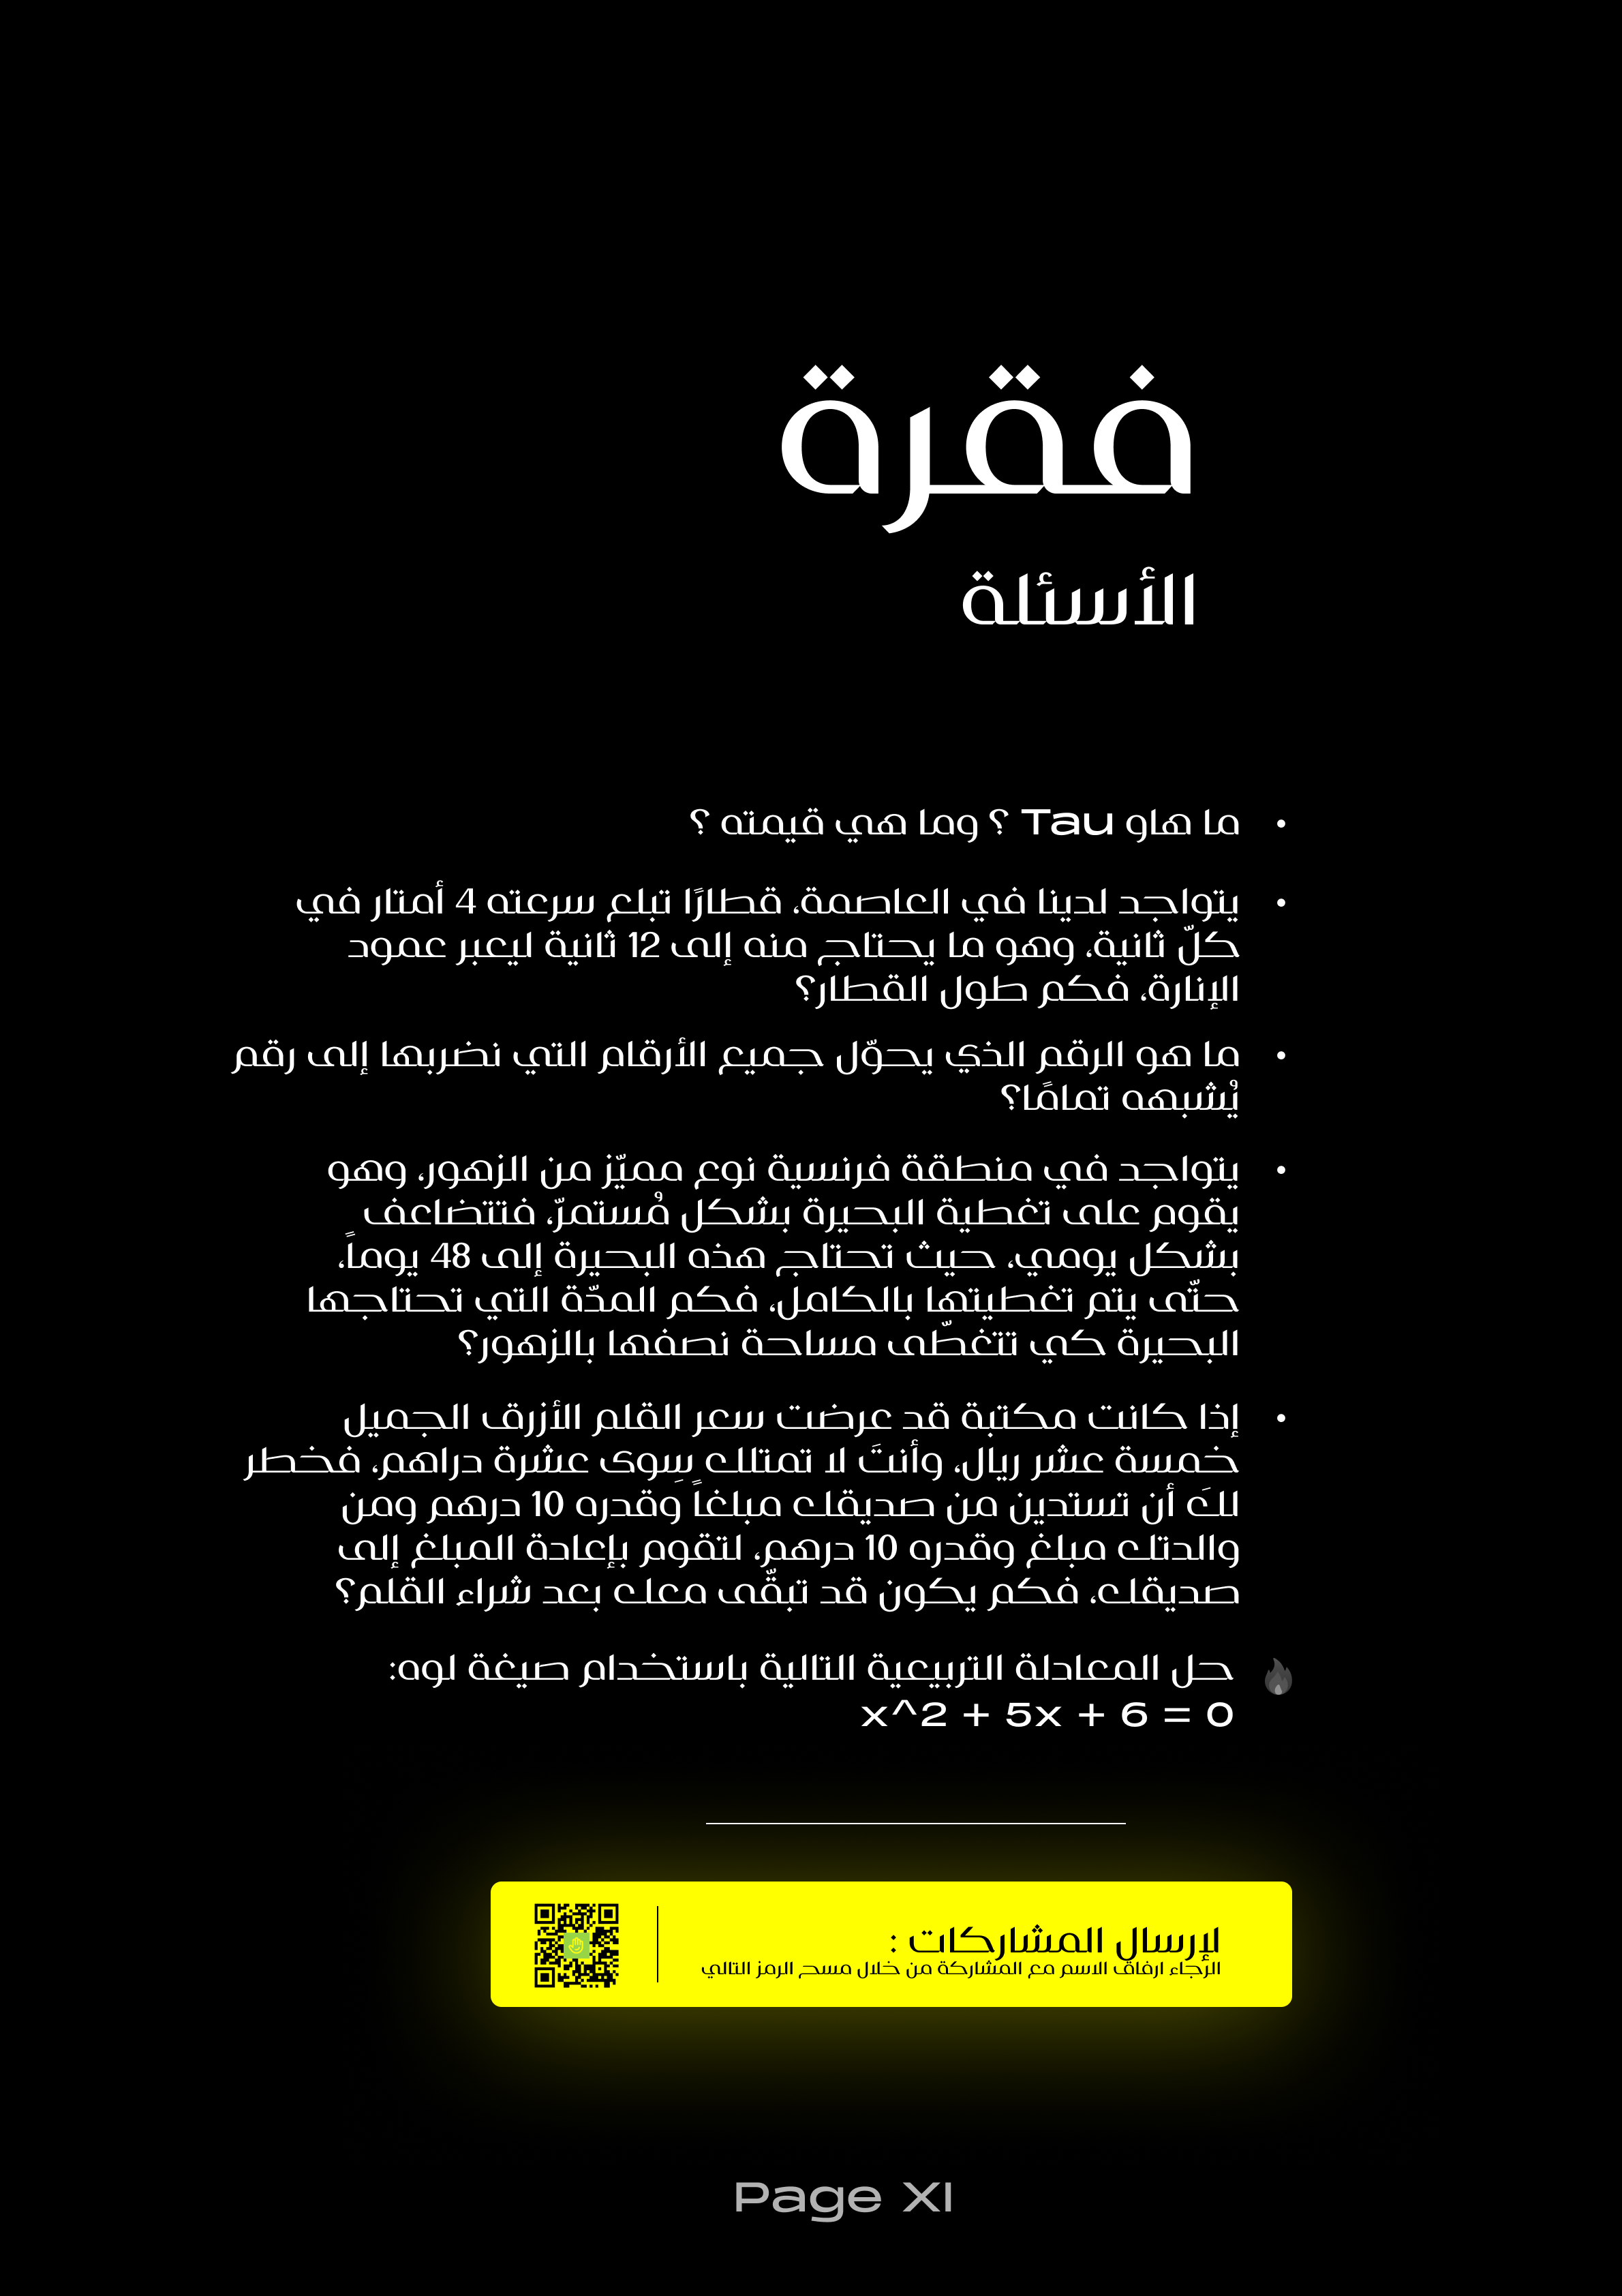 فقرة
الأسئلة
ما هاو Tau ؟ وما هي قيمته ؟
يتواجد لدينا في العاصمة، قطارًا تبلع سرعته 4 أمتار في
كلّ ثانية، وهو ما يحتاج منه إلى 12 ثانية ليعبر عمود
الإنارة، فكم طول القطار؟
ما هو الرقم الذي يحوّل جميع الأرقام التي نضربها إلى رقم
يُشبهه تمامًا؟
يتواجد في منطقة فرنسية نوع مميّز من الزهور، وهو
يقوم على تغطية البحيرة بشكل مُستمرّ، فتتضاعف
بشكل يومي، حيث تحتاج هذه البحيرة إلى 48 يوماً،
حتّى يتم تغطيتها بالكامل، فكم المدّة التي تحتاجها
البحيرة كي تتغطّى مساحة نصفها بالزهور؟
إذا كانت مكتبة قد عرضت سعر القلم الأزرق الجميل
خمسة عشر ريال، وأنتَ لا تمتلك سِوى عشرة دراهم، فخطر
لكَ أن تستدين من صديقك مبلغاً وقدره 10 درهم ومن
والدتك مبلغ وقدره 10 درهم، لتقوم بإعادة المبلغ إلى
صديقك، فكم يكون قد تبقّى معك بعد شراء القلم؟
حل المعادلة التربيعية التالية باستخدام صيغة لوه:
x^2 + 5x + 6 = 0
لإرسال المشاركات :
الرجاء ارفاق الاسم مع المشاركة من خلال مسح الرمز التالي
Page XI